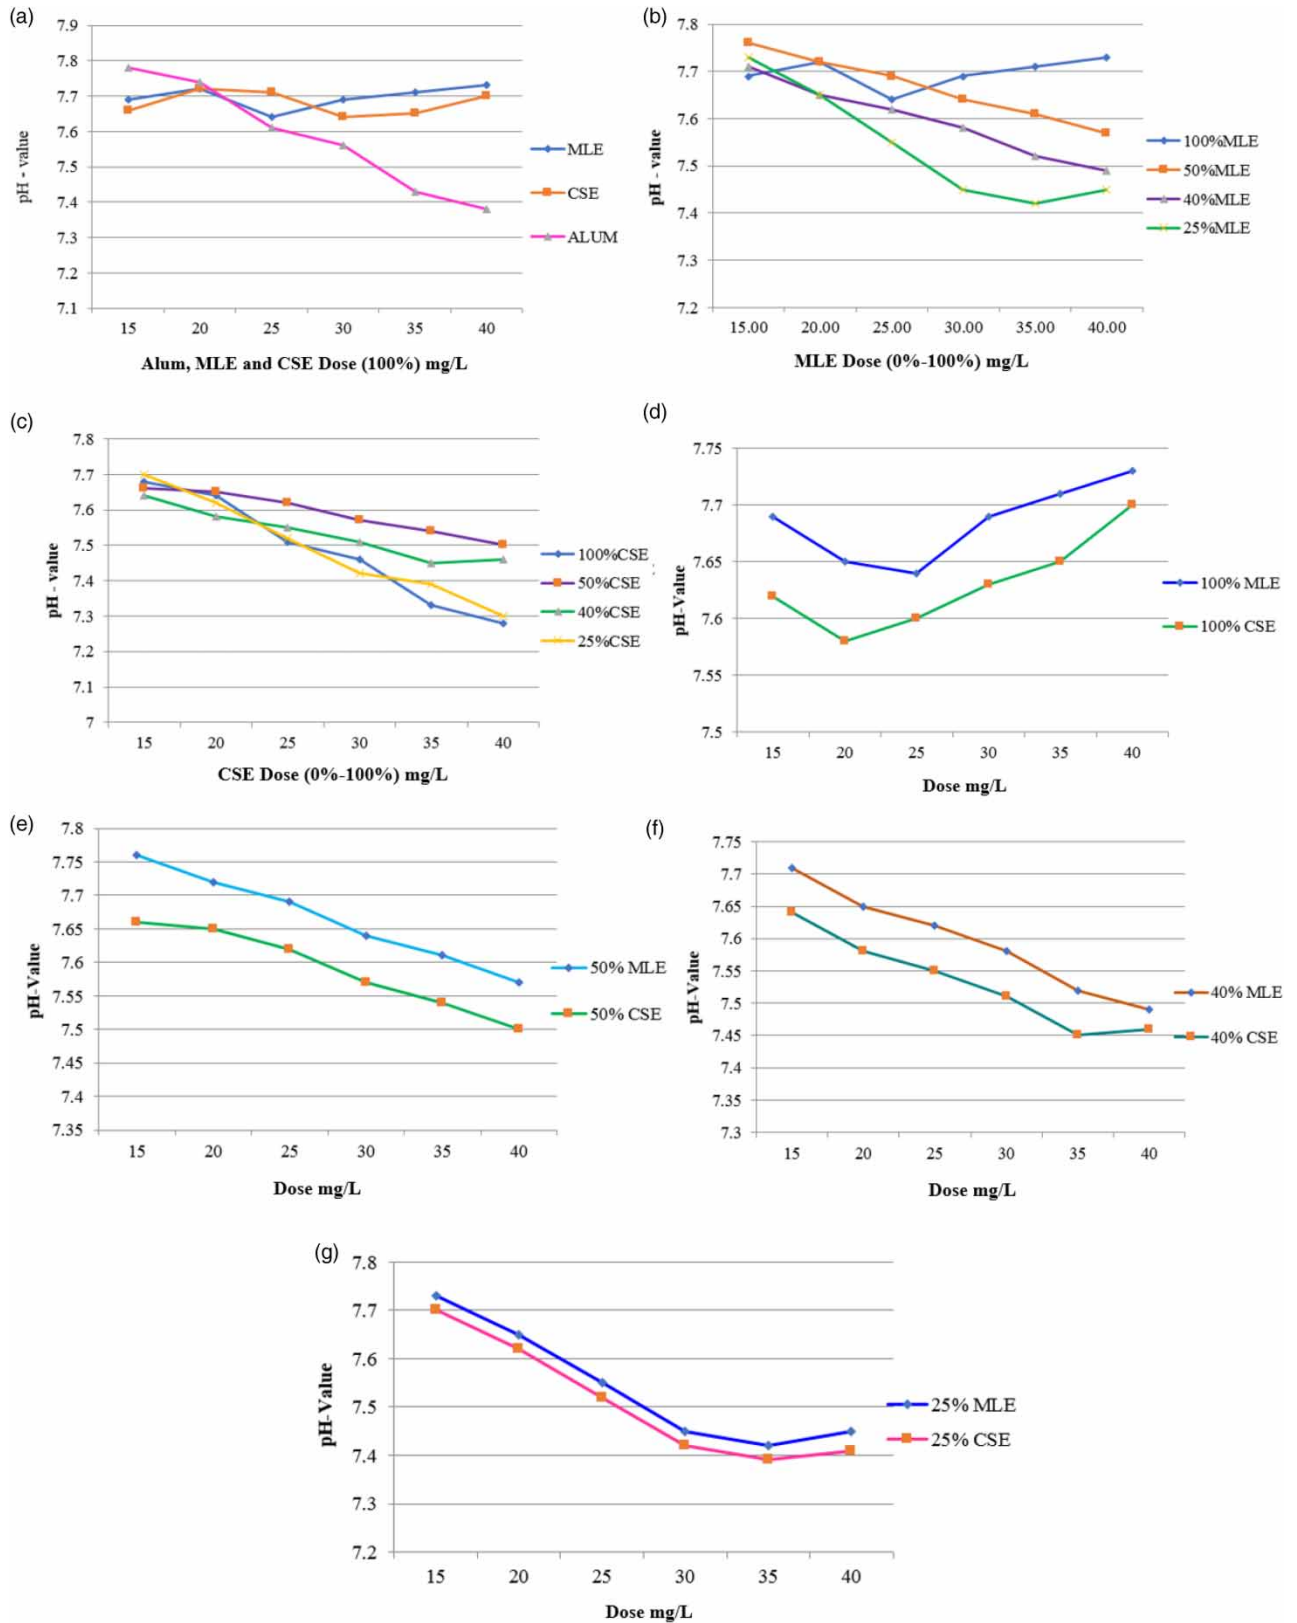 (a)
7.9
7.8
7.7
7.6
7.5
7.4
7.3
7.2
7.1
pH - value
15 20 25 30 35 40
Alum, MLE and CSE Dose (100%) mg/L
MLE
CSE
ALUM
(b)
7.8
7.7
7.6
7.5
7.4
7.3
7.2
pH - value
15.00 20.00 25.00 30.00 35.00 40.00
MLE Dose (0%-100%) mg/L
100%MLE
50%MLE
40%MLE
25%MLE
(c)
7.8
7.7
7.6
7.5
7.4
7.3
7.2
7.1
7
pH - value
15 20 25 30 35 40
CSE Dose (0%-100%) mg/L
100%CSE
50%CSE
40%CSE
25%CSE
(d)
7.75
7.7
7.65
7.6
7.55
7.5
pH-Value
15 20 25 30 35 40
Dose mg/L
100% MLE
100% CSE
(e)
7.8
7.75
7.7
7.65
7.6
7.55
7.5
7.45
7.4
7.35
pH-Value
15 20 25 30 35 40
Dose mg/L
50% MLE
50% CSE
(f)
7.75
7.7
7.65
7.6
7.55
7.5
7.45
7.4
7.35
7.3
pH-Value
15 20 25 30 35 40
Dose mg/L
40% MLE
40% CSE
(g)
7.8
7.7
7.6
7.5
7.4
7.3
7.2
pH-Value
15 20 25 30 35 40
Dose mg/L
25% MLE
25% CSE